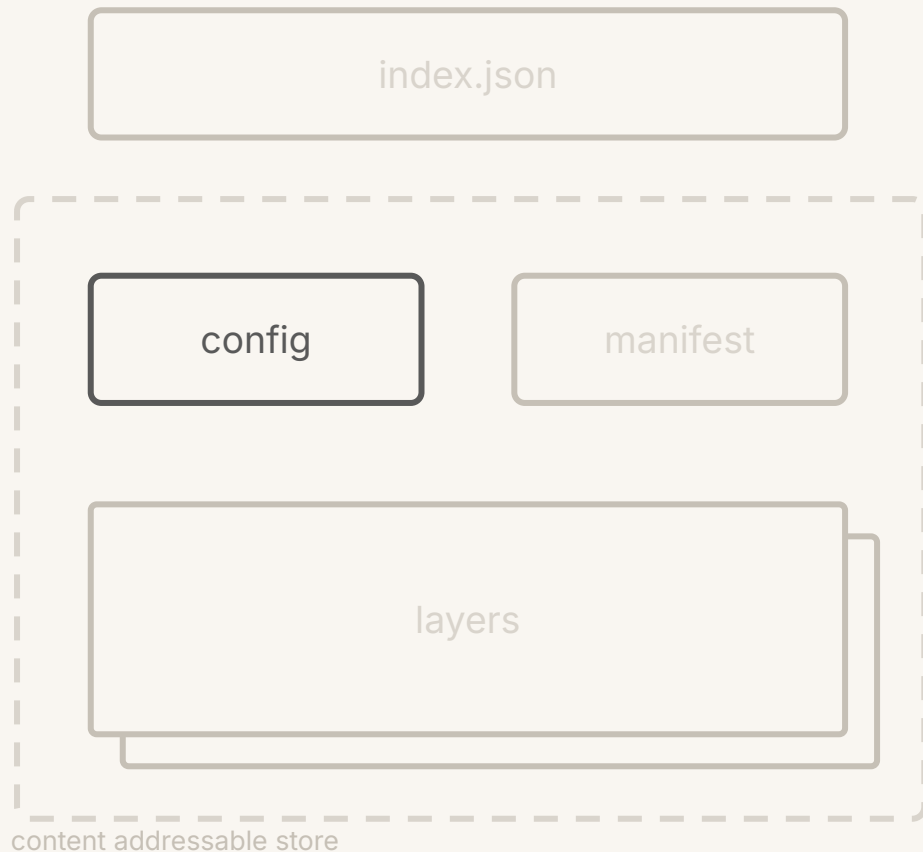 index.json
config
manifest
layers
content addressable store